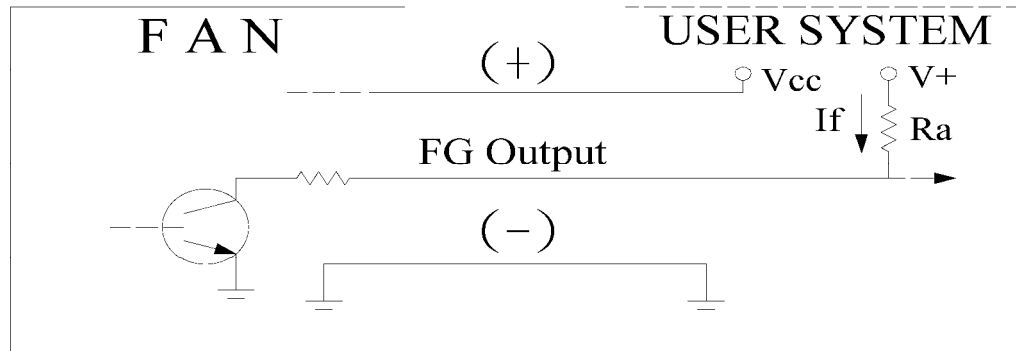 F A N
USER SYSTEM
(+)
Vcc
V+
If
Ra
FG Output
(-)